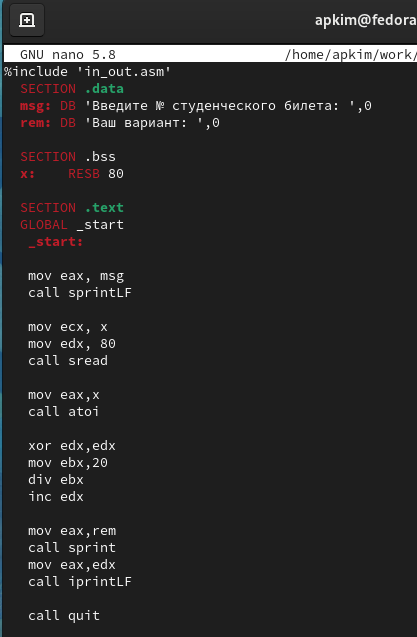 apkim@fedora
GNU nano 5.8 /home/apkim/work/
%include 'in_out.asm'
SECTION .data
msg: DB 'Введите № студенческого билета: ',0
rem: DB 'Ваш вариант: ',0
SECTION .bss
x: RESB 80
SECTION .text
GLOBAL _start
_start:
mov eax, msg
call sprintLF
mov ecx, x
mov edx, 80
call sread
mov eax,x
call atoi
xor edx,edx
mov ebx,20
div ebx
inc edx
mov eax,rem
call sprint
mov eax,edx
call iprintLF
call quit